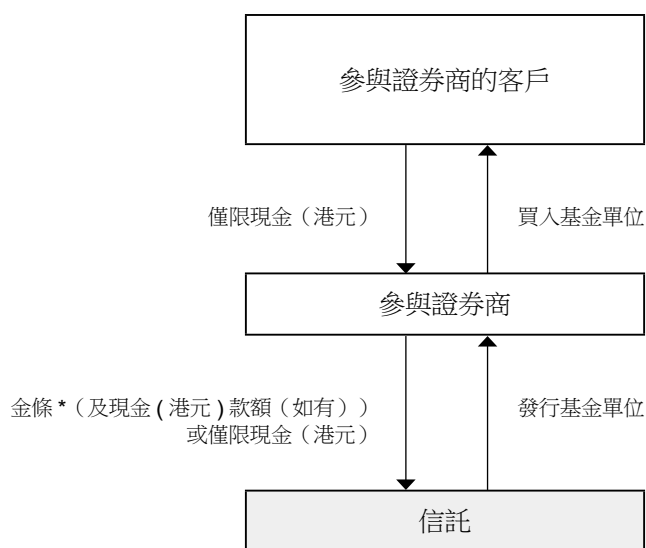 參與證券商的客戶
僅限現金（港元）
買入基金單位
參與證券商
金條 *（及現金 ( 港元 ) 款額（如有））
或僅限現金（港元）
發行基金單位
信託